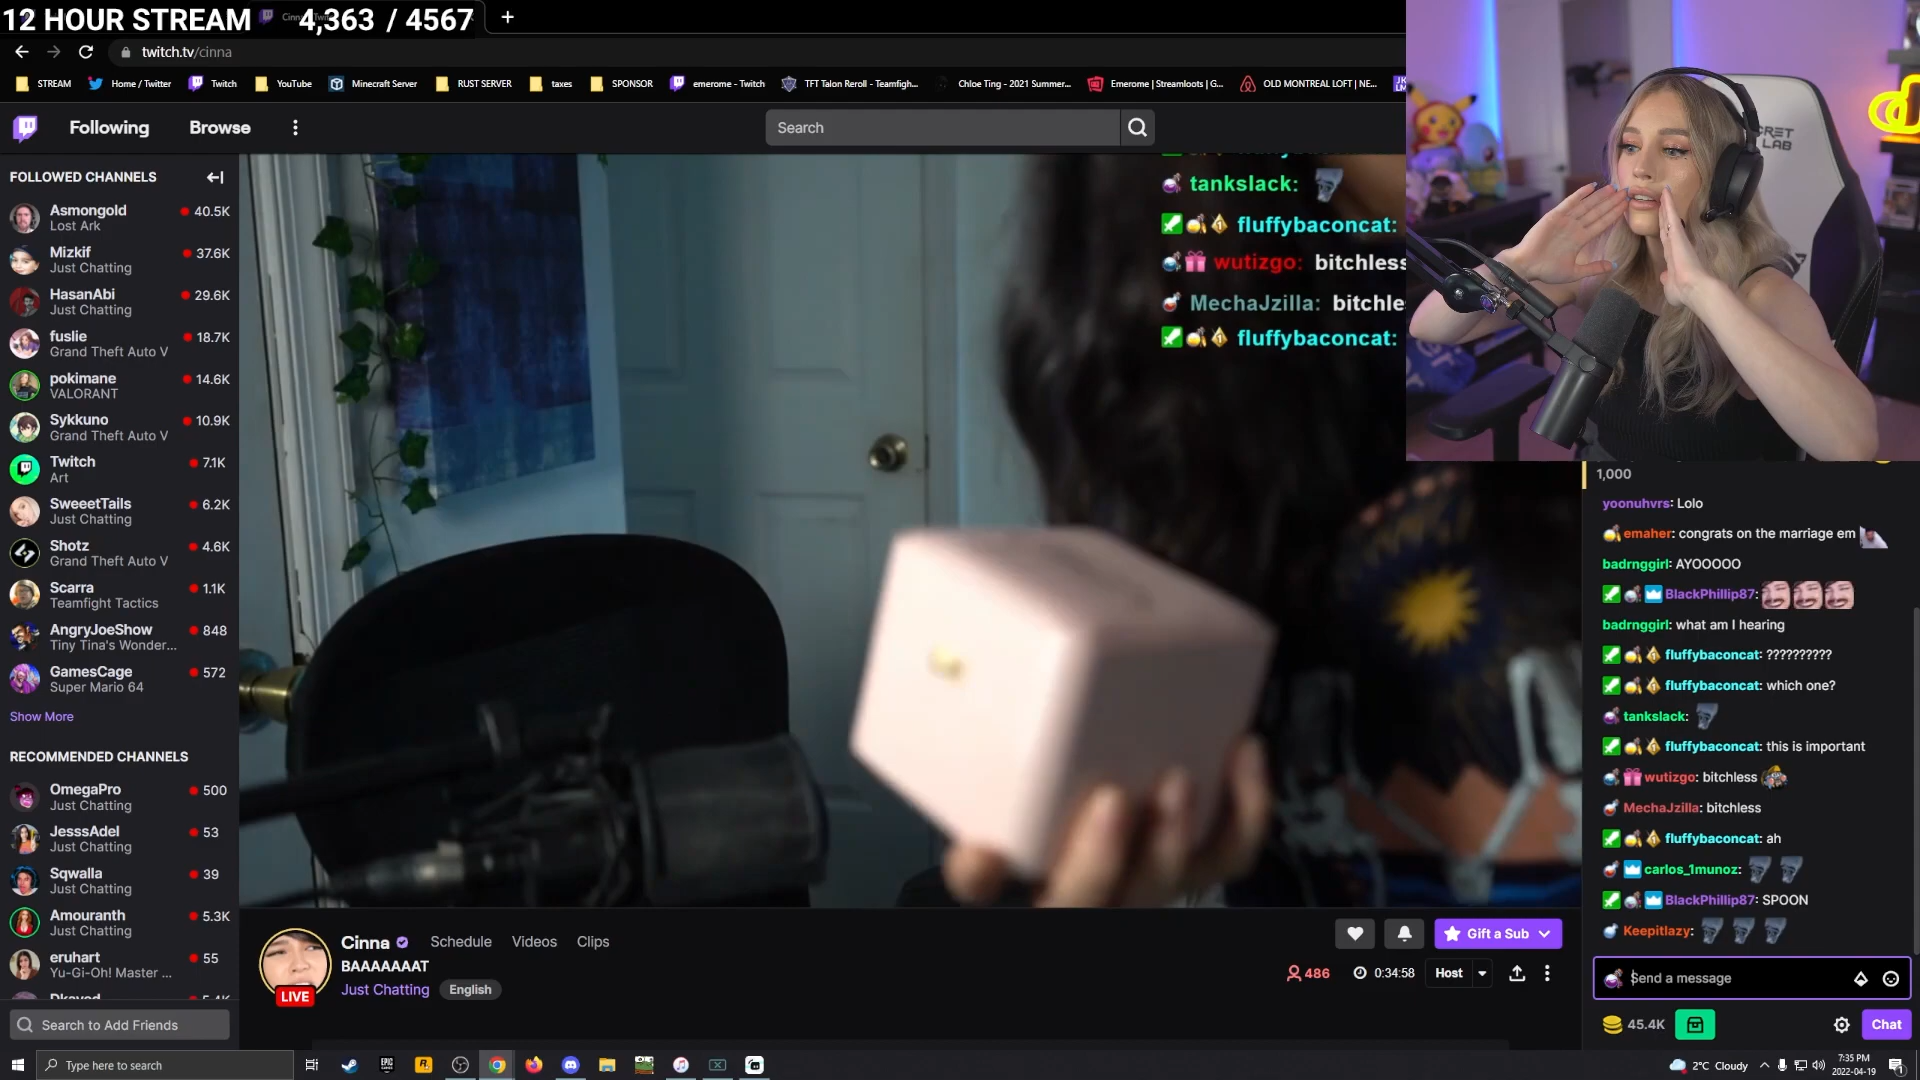 12 HOUR STREAM
4,363 / 4567
twitch.tv/cinna
STREAM
Home / Twitter
Twitch
YouTube
Minecraft Server
RUST SERVER
taxes
SPONSOR
emerome - Twitch
TFT Talon Reroll - Teamfigh...
Chloe Ting - 2021 Summer...
Emerome | Streamloots | G...
OLD MONTREAL LOFT | NE...
Following
Browse
Search
FOLLOWED CHANNELS
Asmongold 40.5K
Lost Ark
Mizkif 37.6K
Just Chatting
HasanAbi 29.6K
Just Chatting
fuslie 18.7K
Grand Theft Auto V
pokimane 14.6K
VALORANT
Sykkuno 10.9K
Grand Theft Auto V
Twitch 7.1K
Art
SweeetTails 6.2K
Just Chatting
Shotz 4.6K
Grand Theft Auto V
Scarra 1.1K
Teamfight Tactics
AngryJoeShow 848
Tiny Tina's Wonder...
GamesCage 572
Super Mario 64
Show More
RECOMMENDED CHANNELS
OmegaPro 500
Just Chatting
JesssAdel 53
Just Chatting
Sqwalla 39
Just Chatting
Amouranth 5.3K
Just Chatting
eruhart 55
Yu-Gi-Oh! Master ...
Search to Add Friends
tankslack:
fluffybaconcat:
wutizgo: bitchless
MechaJzilla: bitchle
fluffybaconcat:
Cinna
Schedule
Videos
Clips
BAAAAAAAT
Just Chatting
English
LIVE
Gift a Sub
486
0:34:58
Host
1,000
yoonuhvrs: Lolo
emaher: congrats on the marriage em
badrnggirl: AYOOOOO
BlackPhillip87:
badrnggirl: what am I hearing
fluffybaconcat: ??????????
fluffybaconcat: which one?
tankslack:
fluffybaconcat: this is important
wutizgo: bitchless
MechaJzilla: bitchless
fluffybaconcat: ah
carlos_1munoz:
BlackPhillip87: SPOON
Keepitlazy:
Send a message
45.4K
Chat
Type here to search
2°C Cloudy
7:35 PM
2022-04-19